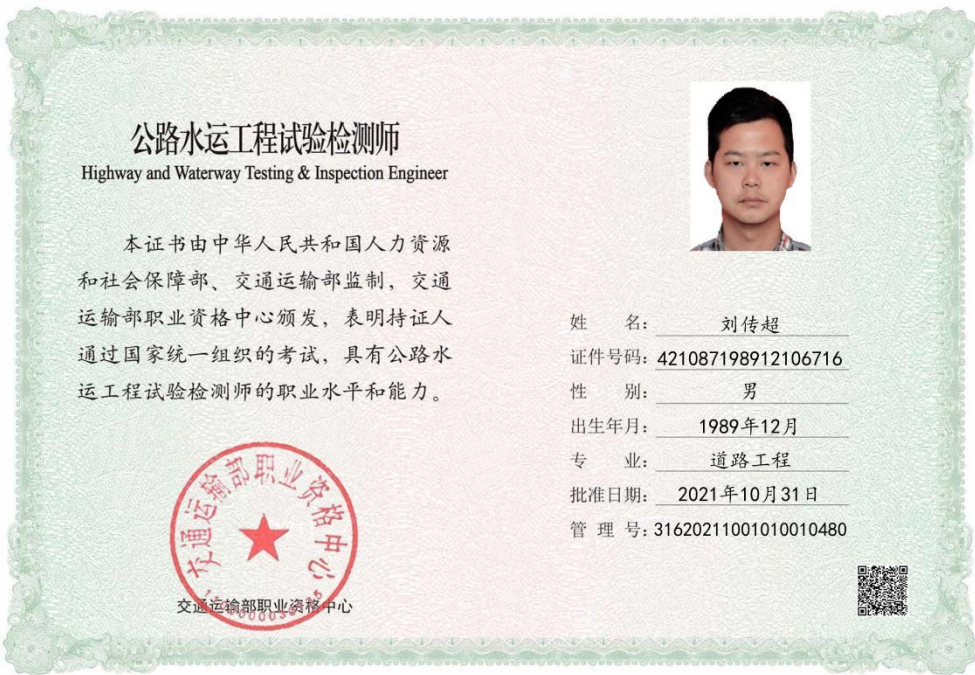 公路水运工程试验检测师
Highway and Waterway Testing & Inspection Engineer
本证书由中华人民共和国人力资源
和社会保障部、交通运输部监制，交通
运输部职业资格中心颁发，表明持证人
通过国家统一组织的考试，具有公路水
运工程试验检测师的职业水平和能力。
交通运输部职业资格中心
交通运输部职业资格中心
姓 名： 刘传超
证件号码： 421087198912106716
性 别： 男
出生年月： 1989年12月
专 业： 道路工程
批准日期： 2021年10月31日
管 理 号： 31620211001010010480